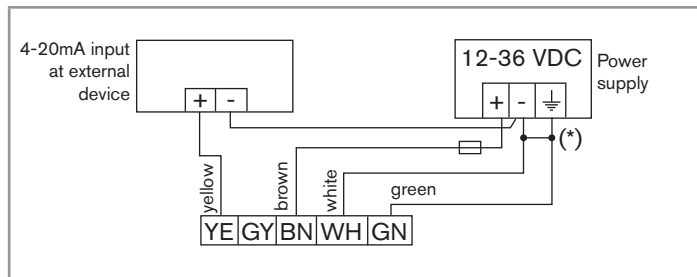 4-20mA input
at external
device
+ -
12-36 VDC
Power
supply
+ -
(*)
yellow
brown
white
green
YE GY BN WH GN